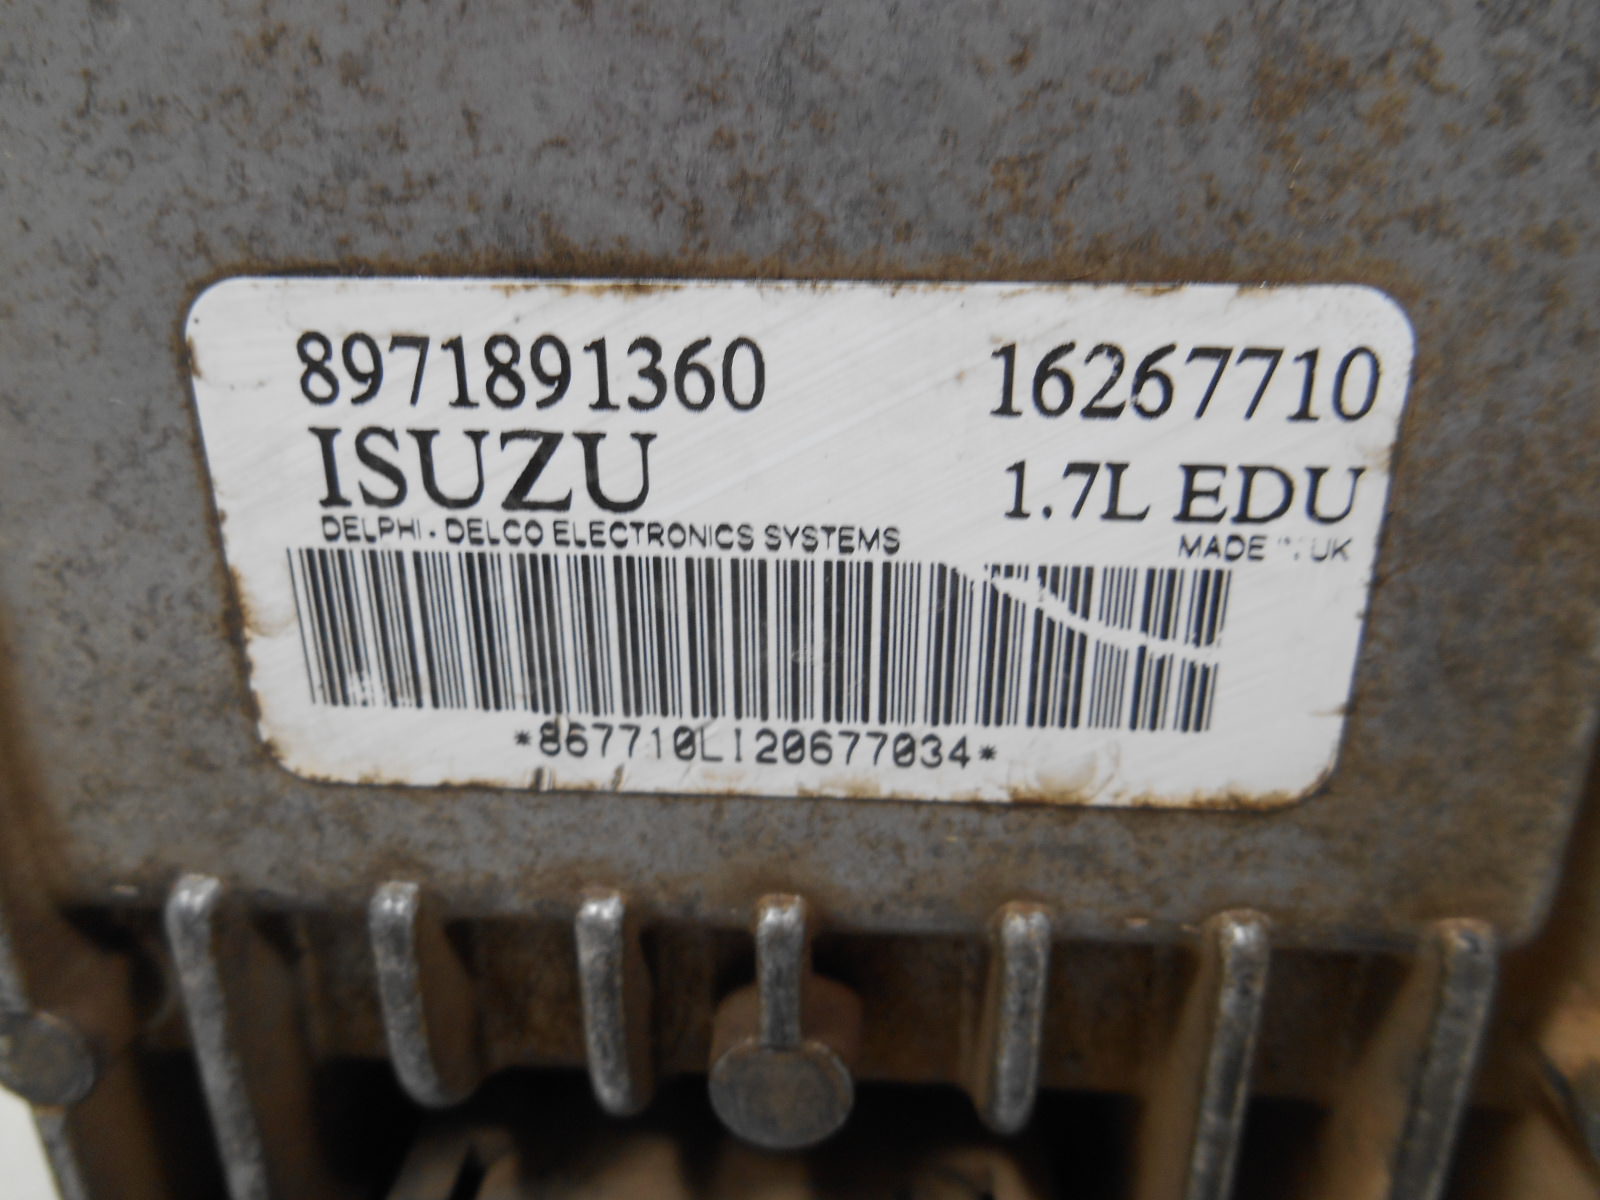 8971891360 16267710
ISUZU 1.7L EDU
DELPHI - DELCO ELECTRONICS SYSTEMS MADE UK
*867710LI20677034*